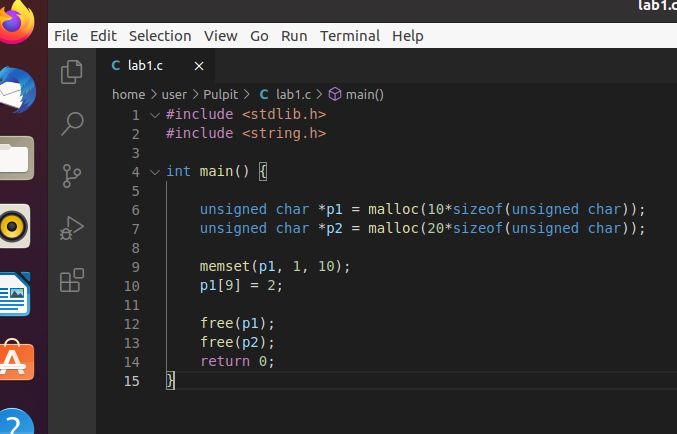 lab1.c
File Edit Selection View Go Run Terminal Help
C lab1.c ×
home > user > Pulpit > C lab1.c > main()
1 #include <stdlib.h>
2 #include <string.h>
3
4 int main() {
5
6 unsigned char *p1 = malloc(10*sizeof(unsigned char));
7 unsigned char *p2 = malloc(20*sizeof(unsigned char));
8
9 memset(p1, 1, 10);
10 p1[9] = 2;
11
12 free(p1);
13 free(p2);
14 return 0;
15 }